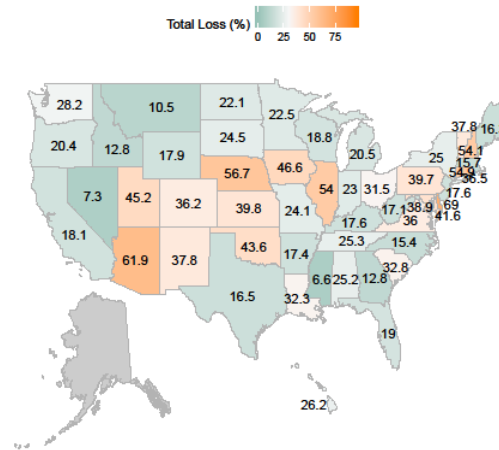 Total Loss (%)
0 25 50 75
37.8 16.
28.2 10.5 22.1 22.5 54.1
20.4 12.8 24.5 18.8 25 15.7
17.9 20.5 54.9 36.5
7.3 56.7 46.6 39.7 17.6
45.2 36.2 54 23 31.5 38.9 69
39.8 24.1 17.1 36 41.6
18.1 17.6
61.9 37.8 43.6 25.3 15.4
17.4 32.8
16.5 6.6 25.2 12.8
32.3
19
26.2